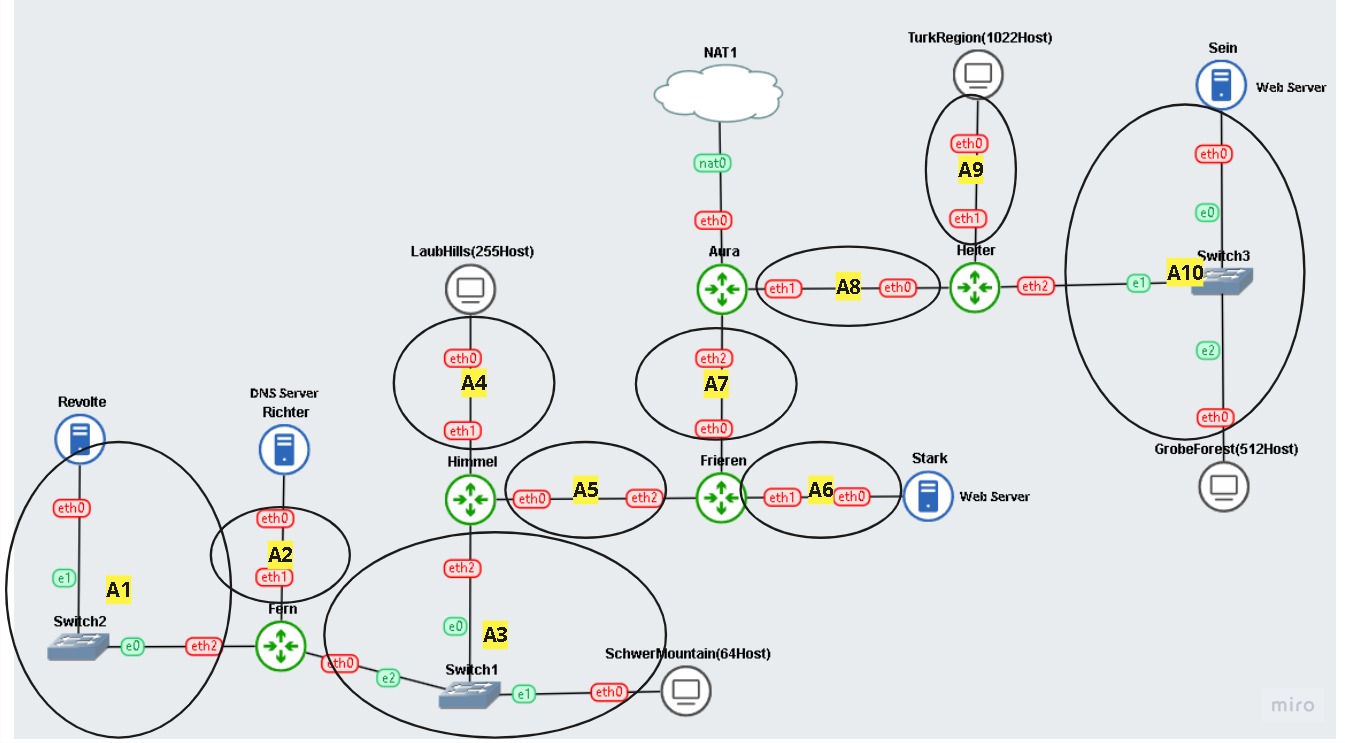 TurkRegion(1022Host)
Sein
NAT1
Web Server
eth0
eth0
nat0
A9
e0
eth0
eth1
LaubHills(255Host)
Aura
Heiter
Switch3
A10
eth1
A8
eth0
eth2
e1
e2
eth0
eth2
A4
A7
DNS Server
Revolte
Richter
eth1
eth0
eth0
GrobeForest(512Host)
Himmel
Frieren
Stark
eth0
A5
eth2
eth1
A6
eth0
Web Server
eth0
eth0
A2
eth2
e1
eth1
A1
Fern
Switch2
e0
A3
e0
eth2
SchwerMountain(64Host)
eth0
Switch1
e2
e1
eth0
miro